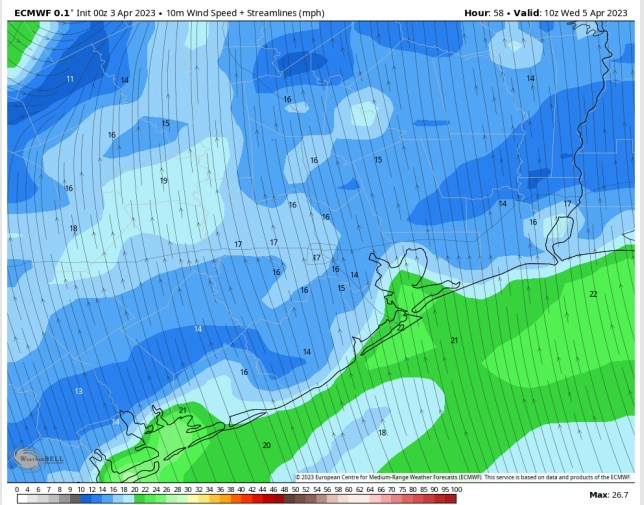 ECMWF 0.1° Init 00z 3 Apr 2023 • 10m Wind Speed + Streamlines (mph) Hour: 58 • Valid: 10z Wed 5 Apr 2023
11 14 14
16
16 15
16 15
16 19
16 14 17
18 16 16
17 17
17
16 16 14
16 15 22
14 22 21
14
16
13
21
14 18
20
WeatherBELL
© 2023 European Centre for Medium-Range Weather Forecasts (ECMWF). This service is based on data and products of the ECMWF.
0 2 4 6 8 9 10 12 14 16 18 20 22 24 26 28 30 32 34 36 38 40 42 44 46 48 50 52 54 56 58 60 62 64 66 68 70 75 80 85 90 95 100 Max: 26.7